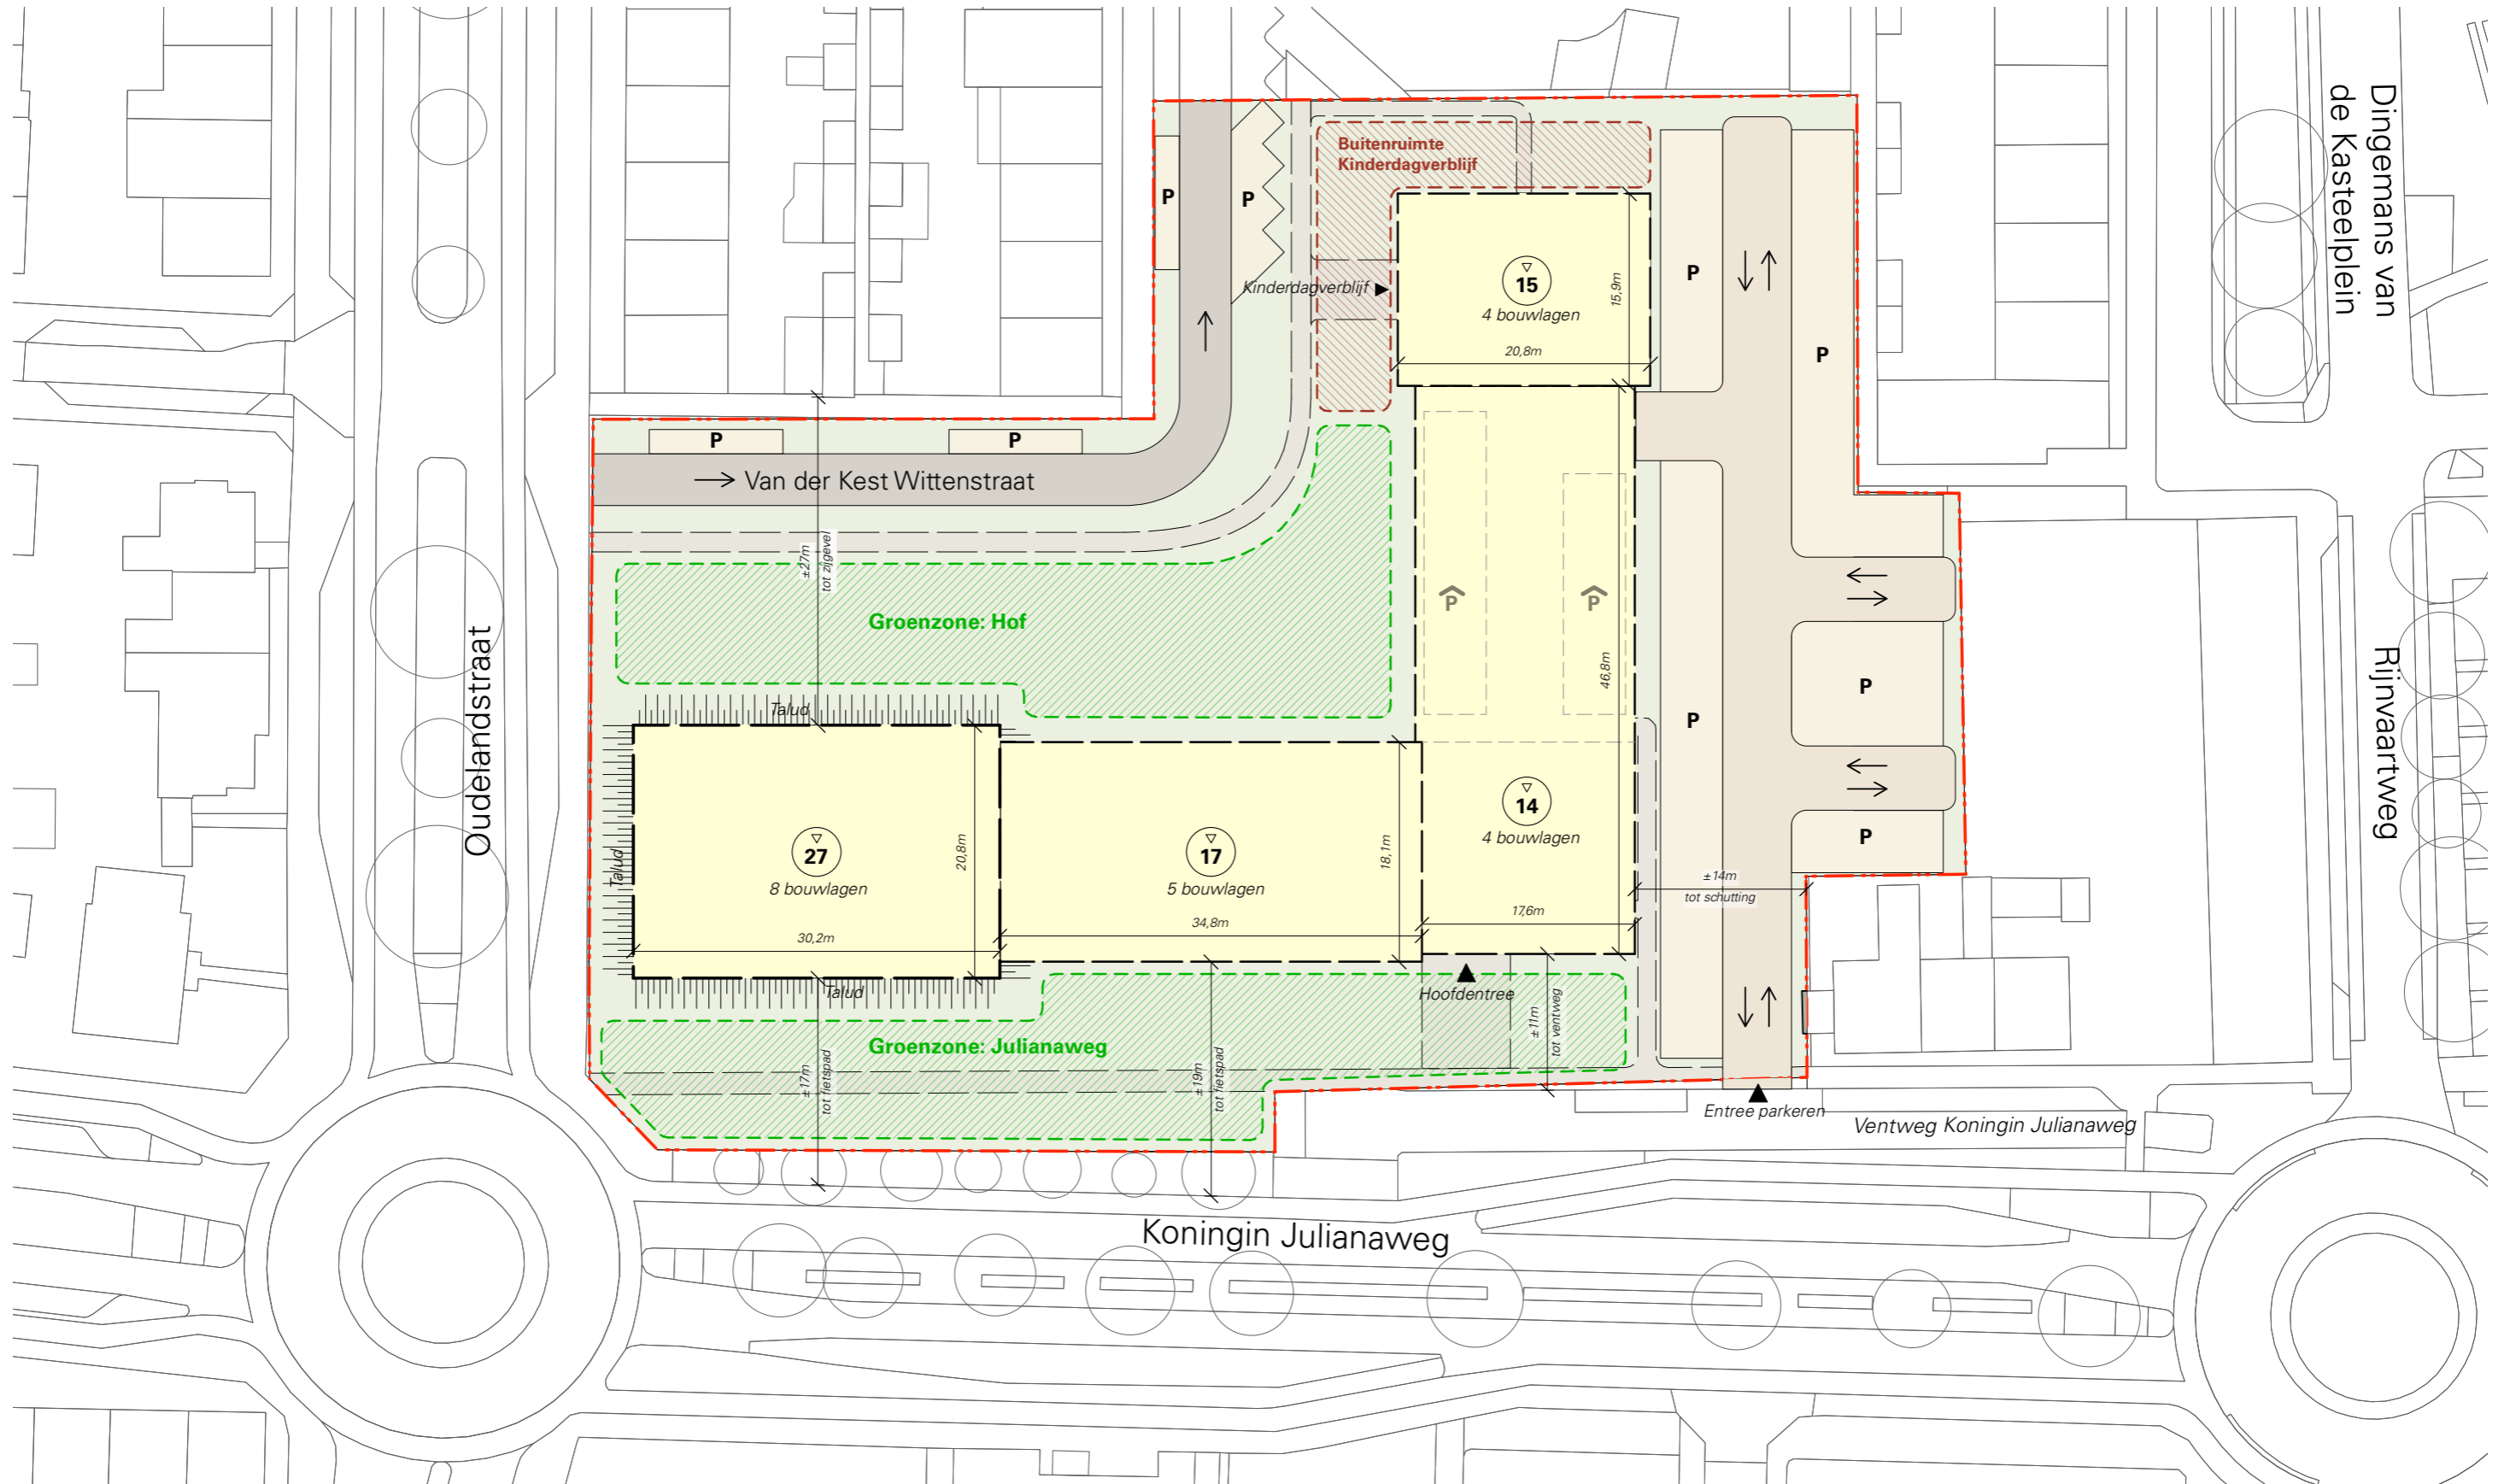 Dingemans van
de Kasteelplein
Buitenruimte
Kinderdagverblijf
P
P
P
P
Kinderdagverblijf
15
4 bouwlagen
15,9m
20,8m
P
P
Van der Kest Wittenstraat
±27m
tot zijgevel
Groenzone: Hof
P
P
46,8m
P
P
Oudelandstraat
Rijnvaartweg
Talud
Talud
27
8 bouwlagen
20,8m
30,2m
17
5 bouwlagen
18,1m
34,8m
14
4 bouwlagen
17,6m
P
±14m
tot schutting
Talud
Hoofdentree
Groenzone: Julianaweg
±17m
tot fietspad
±19m
tot fietspad
±11m
tot ventweg
Entree parkeren
Ventweg Koningin Julianaweg
Koningin Julianaweg